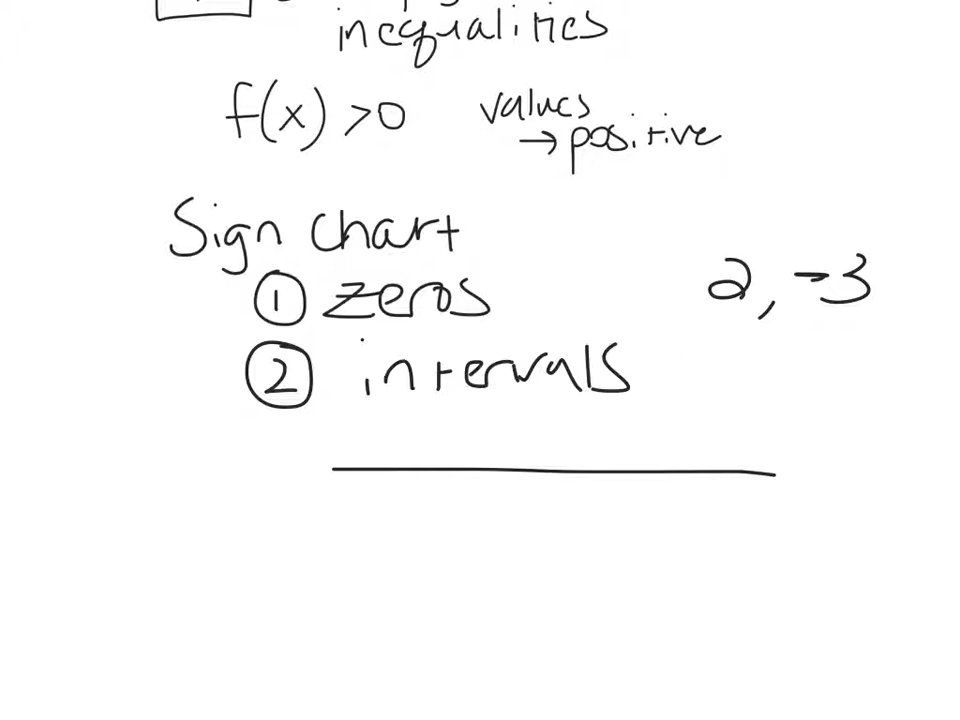 inequalities
f(x) >0 values
→ positive
Sign chart
① zeros 2, -3
② intervals